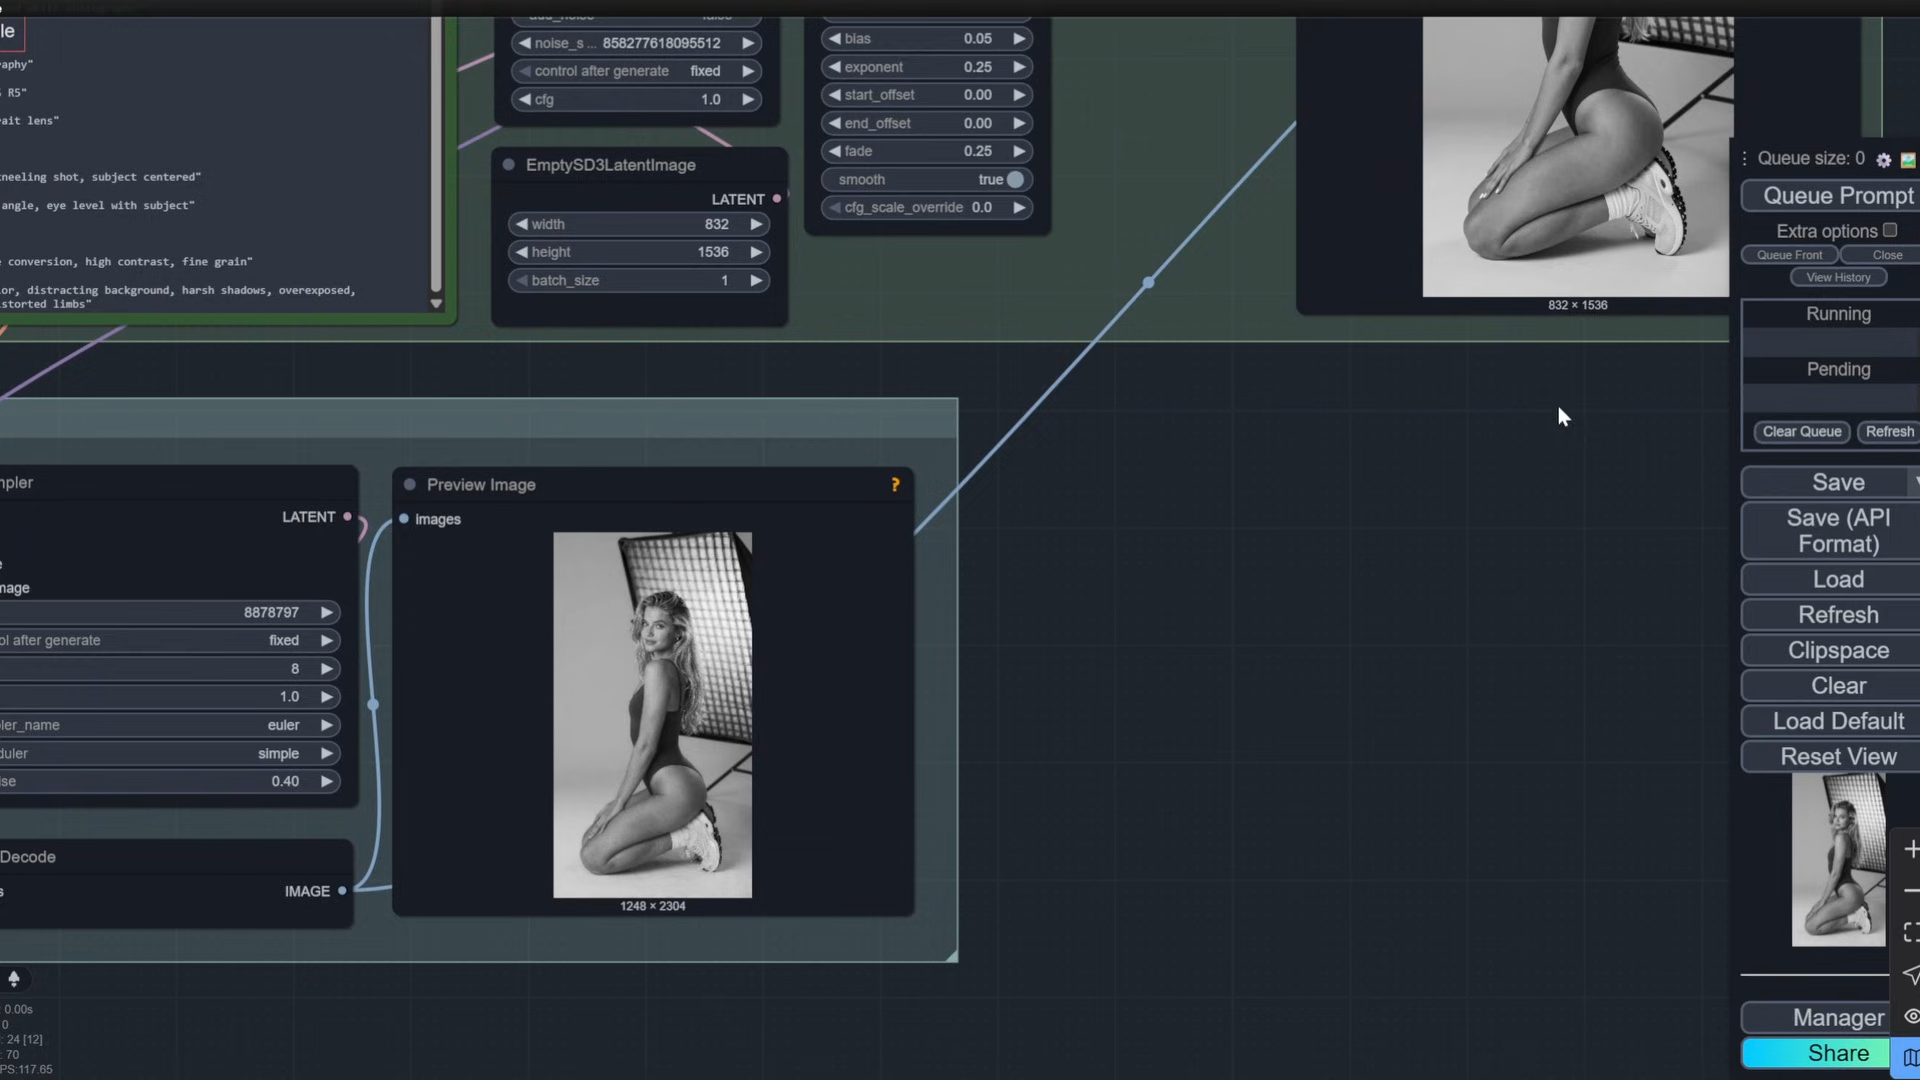 le
aphy"
R5"
ait lens"
neeling shot, subject centered"
angle, eye level with subject"
conversion, high contrast, fine grain"
or, distracting background, harsh shadows, overexposed,
storted limbs"
add_noise false
noise_s ... 858277618095512
control after generate fixed
cfg 1.0
EmptySD3LatentImage
LATENT
width 832
height 1536
batch_size 1
bias 0.05
exponent 0.25
start_offset 0.00
end_offset 0.00
fade 0.25
smooth true
cfg_scale_override 0.0
832 × 1536
mpler
LATENT
e
mage
8878797
ol after generate fixed
8
1.0
ler_name euler
duler simple
ise 0.40
Decode
s
IMAGE
Preview Image ?
images
1248 × 2304
: 0.00s
0
: 24 [12]
: 70
PS:117.65
Queue size: 0
Queue Prompt
Extra options
Queue Front
Close
View History
Running
Pending
Clear Queue
Refresh
Save
Save (API
Format)
Load
Refresh
Clipspace
Clear
Load Default
Reset View
Manager
Share